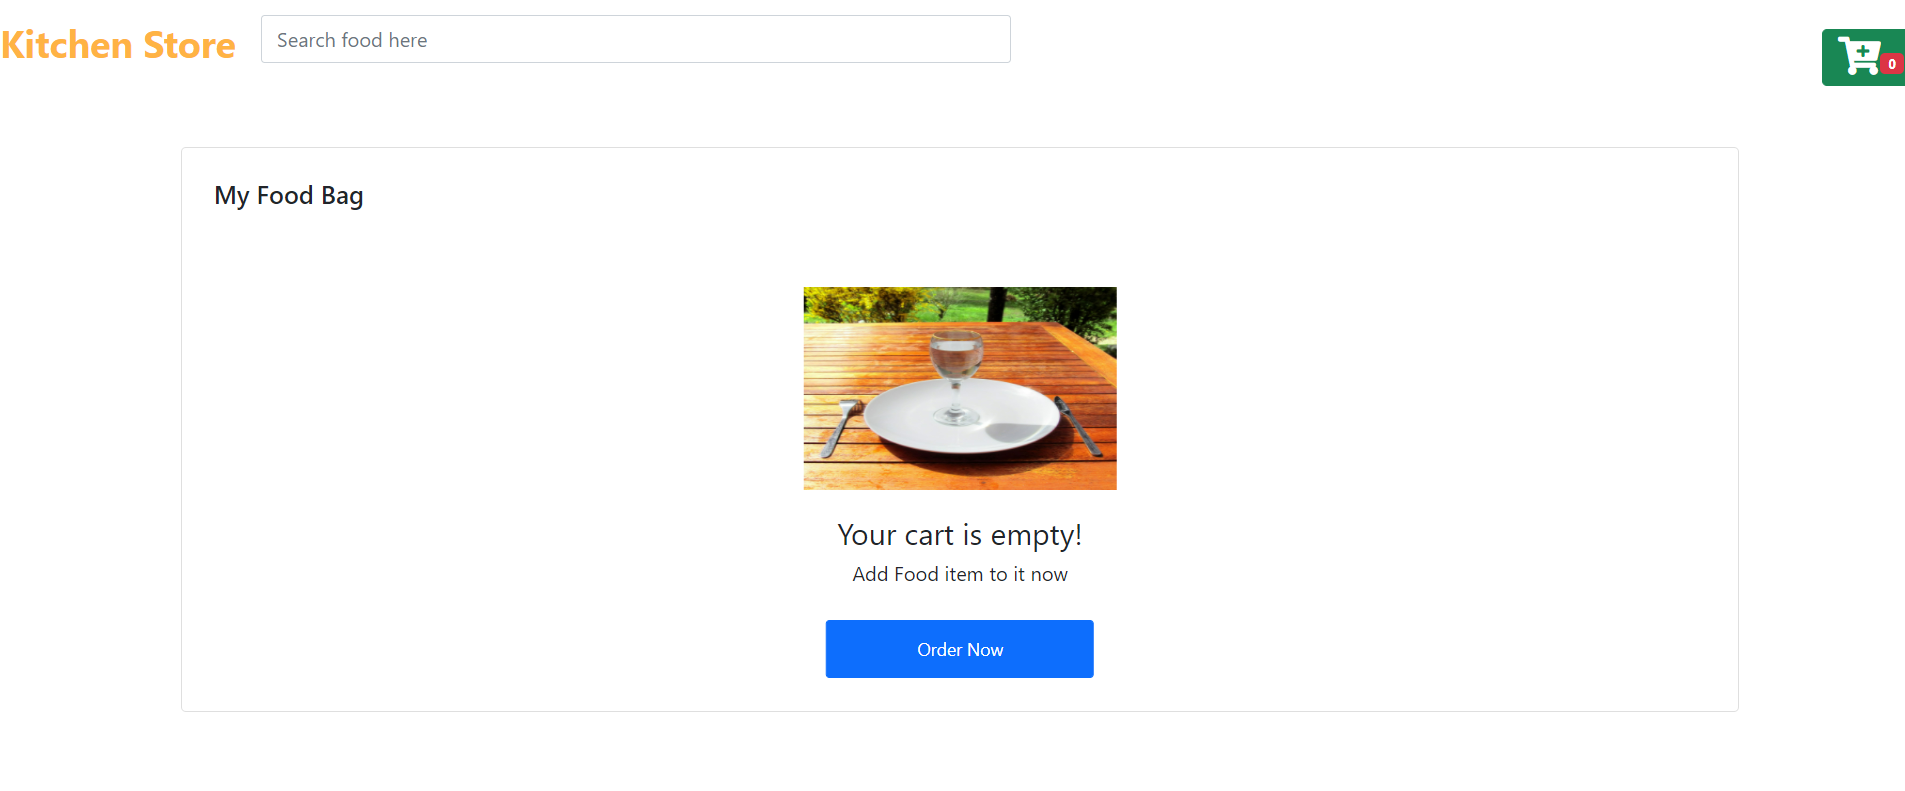 Kitchen Store
Search food here
0
My Food Bag
Your cart is empty!
Add Food item to it now
Order Now